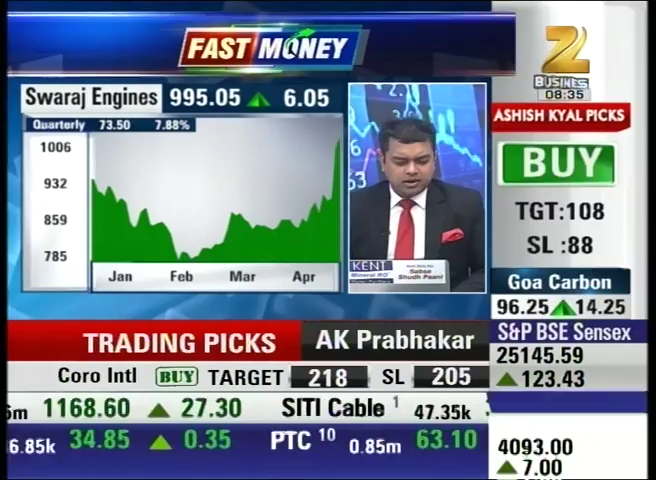 FAST MONEY
Z
BUSINESS
08:35
Swaraj Engines 995.05 6.05
Quarterly 73.50 7.88%
1006
932
859
785
Jan Feb Mar Apr
KENT
Mineral RO
Sabse
Shudh Paani
ASHISH KYAL PICKS
BUY
TGT:108
SL :88
Goa Carbon
96.25 14.25
S&P BSE Sensex
25145.59
123.43
4093.00
7.00
TRADING PICKS AK Prabhakar
Coro Intl BUY TARGET 218 SL 205
6m 1168.60 27.30 SITI Cable 1 47.35k
6.85k 34.85 0.35 PTC 10 0.85m 63.10